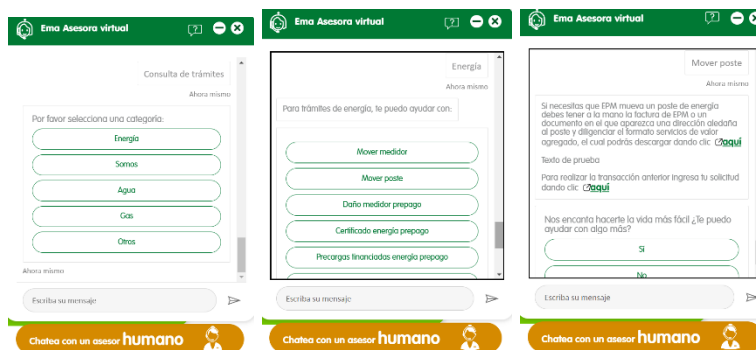 Ema Asesora virtual
Consulta de trámites
Ahora mismo
Por favor selecciona una categoría:
Energía
Somos
Agua
Gas
Otros
Ahora mismo
Escriba su mensaje
Chatea con un asesor humano
Ema Asesora virtual
Energía
Ahora mismo
Para trámites de energía, te puedo ayudar con:
Mover medidor
Mover poste
Daño medidor prepago
Certificado energía prepago
Precargas financiadas energía prepago
Escriba su mensaje
Chatea con un asesor humano
Ema Asesora virtual
Mover poste
Ahora mismo
Si necesitas que EPM mueva un poste de energía
debes tener a la mano la factura de EPM o un
documento en el que aparezca una dirección aledaña
al poste y diligenciar el formato servicios de valor
agregado, el cual podrás descargar dando clic aquí
Texto de prueba
Para realizar la transacción anterior ingresa tu solicitud
dando clic aquí
Nos encanta hacerte la vida más fácil ¿Te puedo
ayudar con algo más?
Si
No
Escriba su mensaje
Chatea con un asesor humano